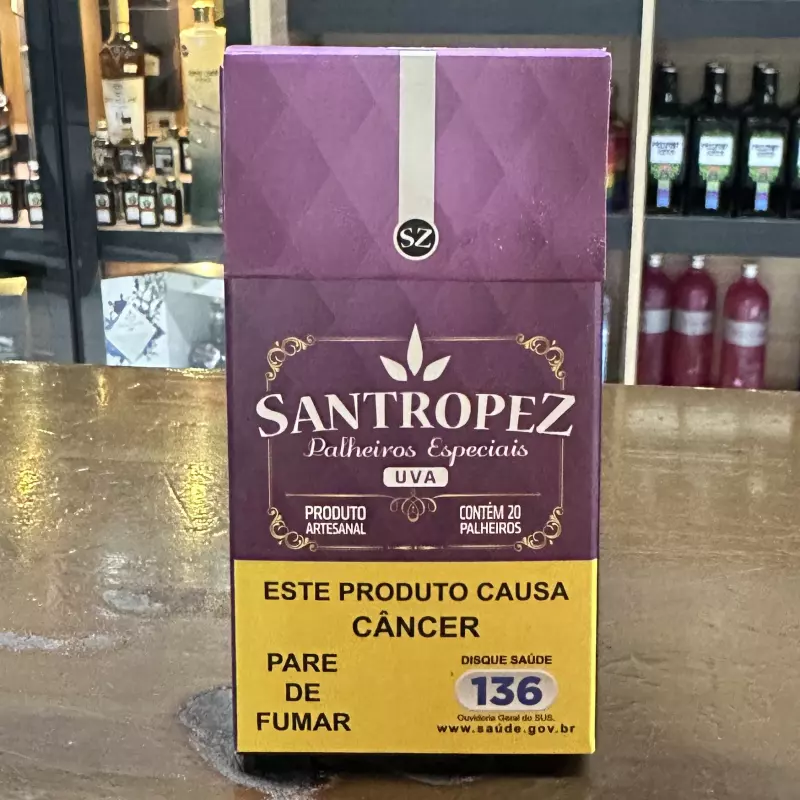 SZ
SANTROPEZ
Palheiros Especiais
UVA
PRODUTO
ARTESANAL
CONTÉM 20
PALHEIROS
ESTE PRODUTO CAUSA
CÂNCER
PARE
DE
FUMAR
DISQUE SAÚDE
136
Ouvidoria Geral do SUS.
www.saúde.gov.br